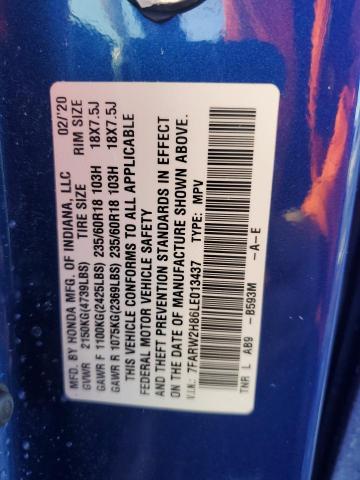 MFD. BY HONDA MFG. OF INDIANA, LLC 02/'20
GVWR 2150KG(4739LBS) TIRE SIZE RIM SIZE
GAWR F 1100KG(2425LBS) 235/60R18 103H 18X7.5J
GAWR R 1075KG(2369LBS) 235/60R18 103H 18X7.5J
THIS VEHICLE CONFORMS TO ALL APPLICABLE
FEDERAL MOTOR VEHICLE SAFETY
AND THEFT PREVENTION STANDARDS IN EFFECT
ON THE DATE OF MANUFACTURE SHOWN ABOVE.
V.I.N.: 7FARW2H86LE013437 TYPE: MPV
TNR L AB9 -B593M -A-E